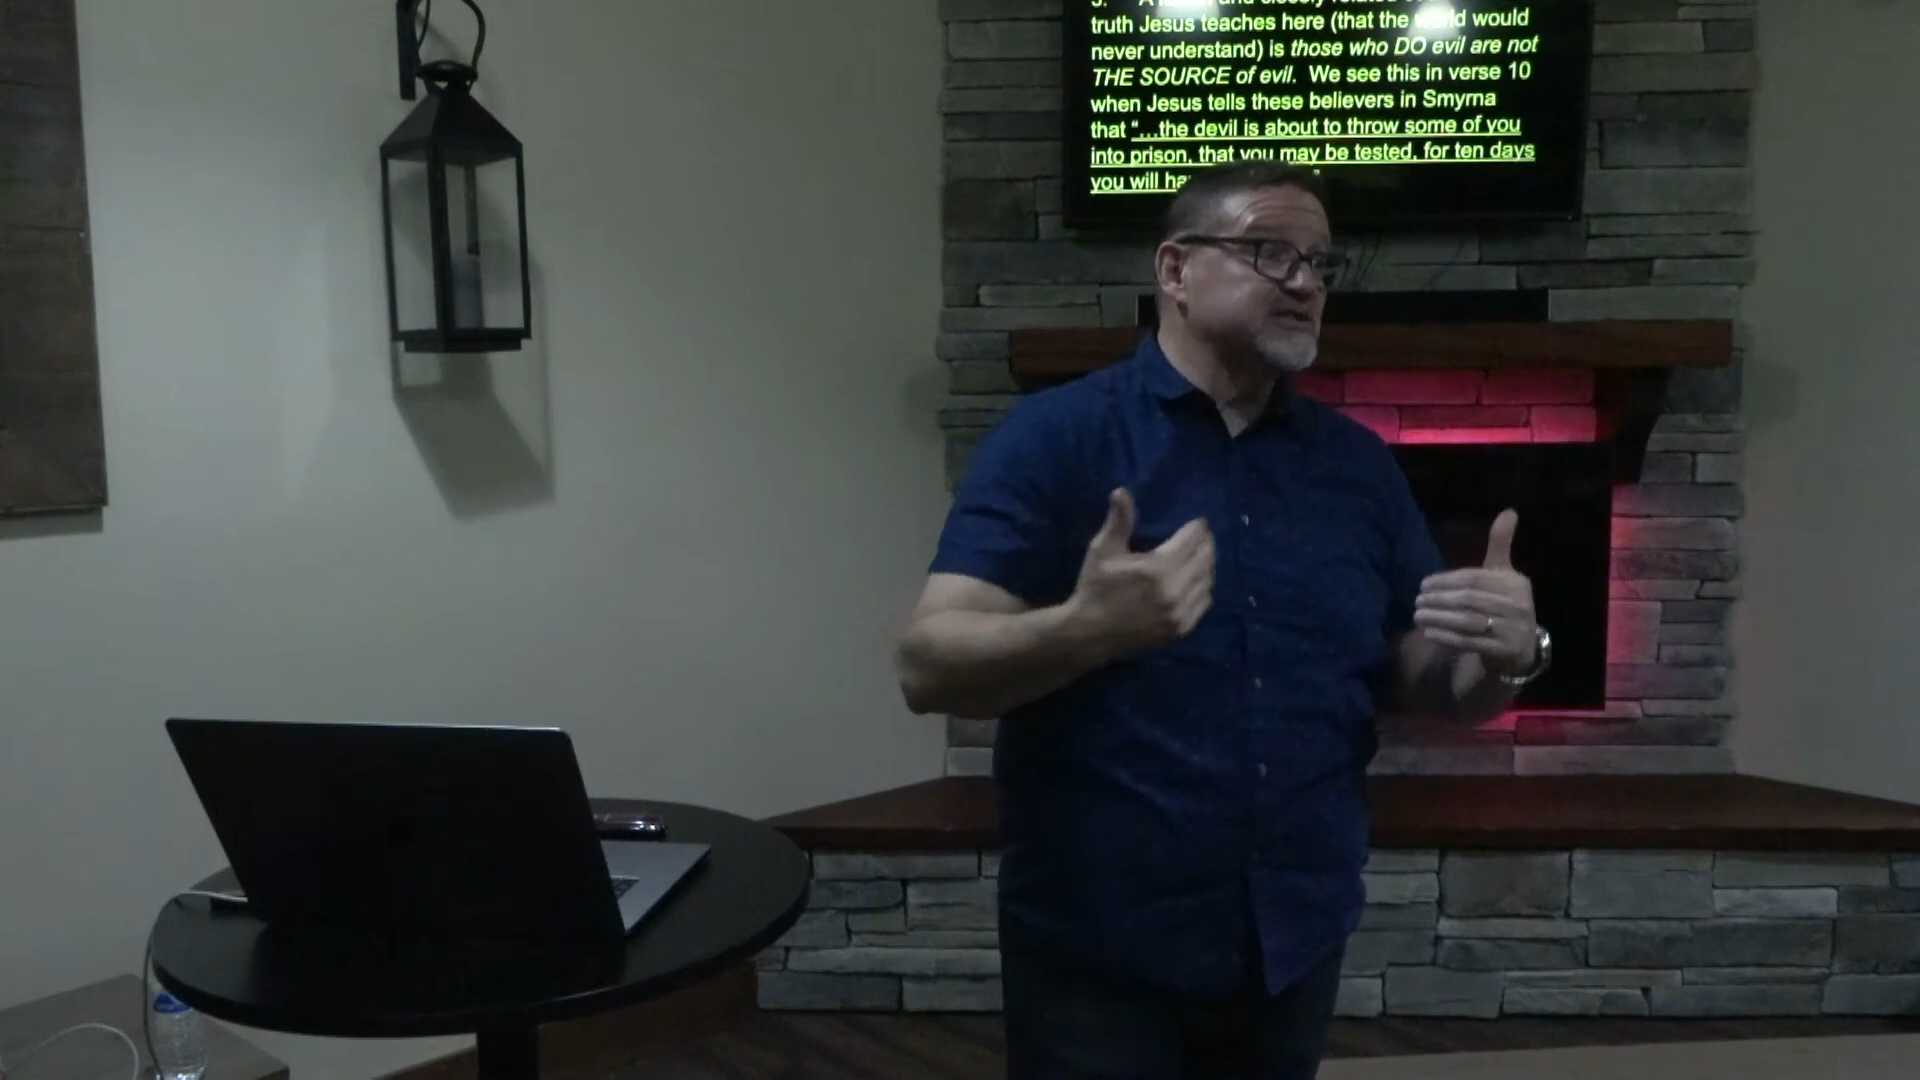 truth Jesus teaches here (that the would
never understand) is those who DO evil are not
THE SOURCE of evil. We see this in verse 10
when Jesus tells these believers in Smyrna
that “…the devil is about to throw some of you
into prison, that you may be tested, for ten days
you will